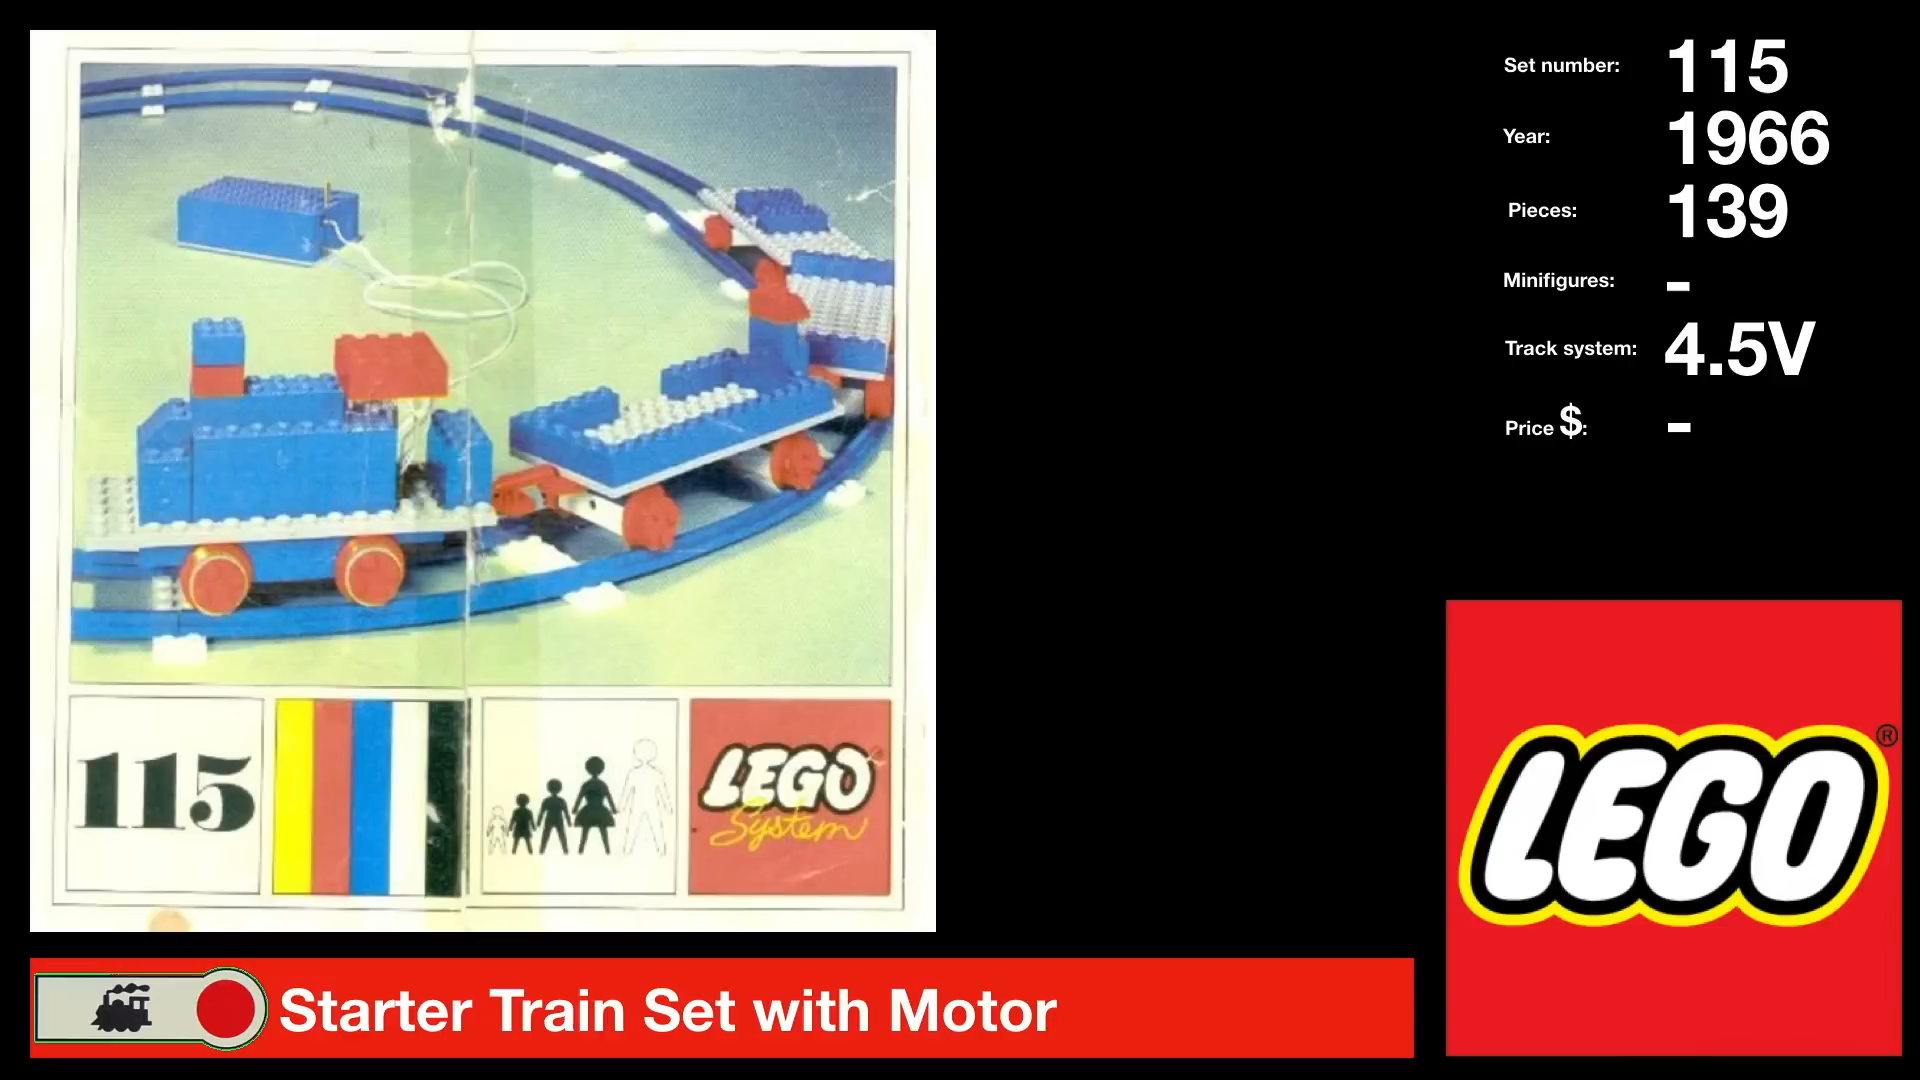 115
LEGO
System
Starter Train Set with Motor
Set number: 115
Year: 1966
Pieces: 139
Minifigures: -
Track system: 4.5V
Price $: -
LEGO®